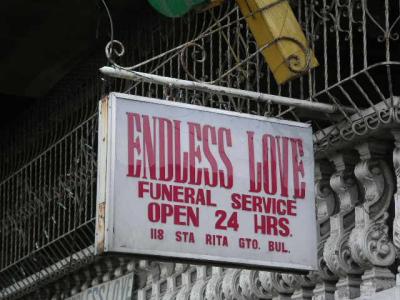 ENDLESS LOVE
FUNERAL SERVICE
OPEN 24 HRS.
118 STA RITA GTO. BUL.